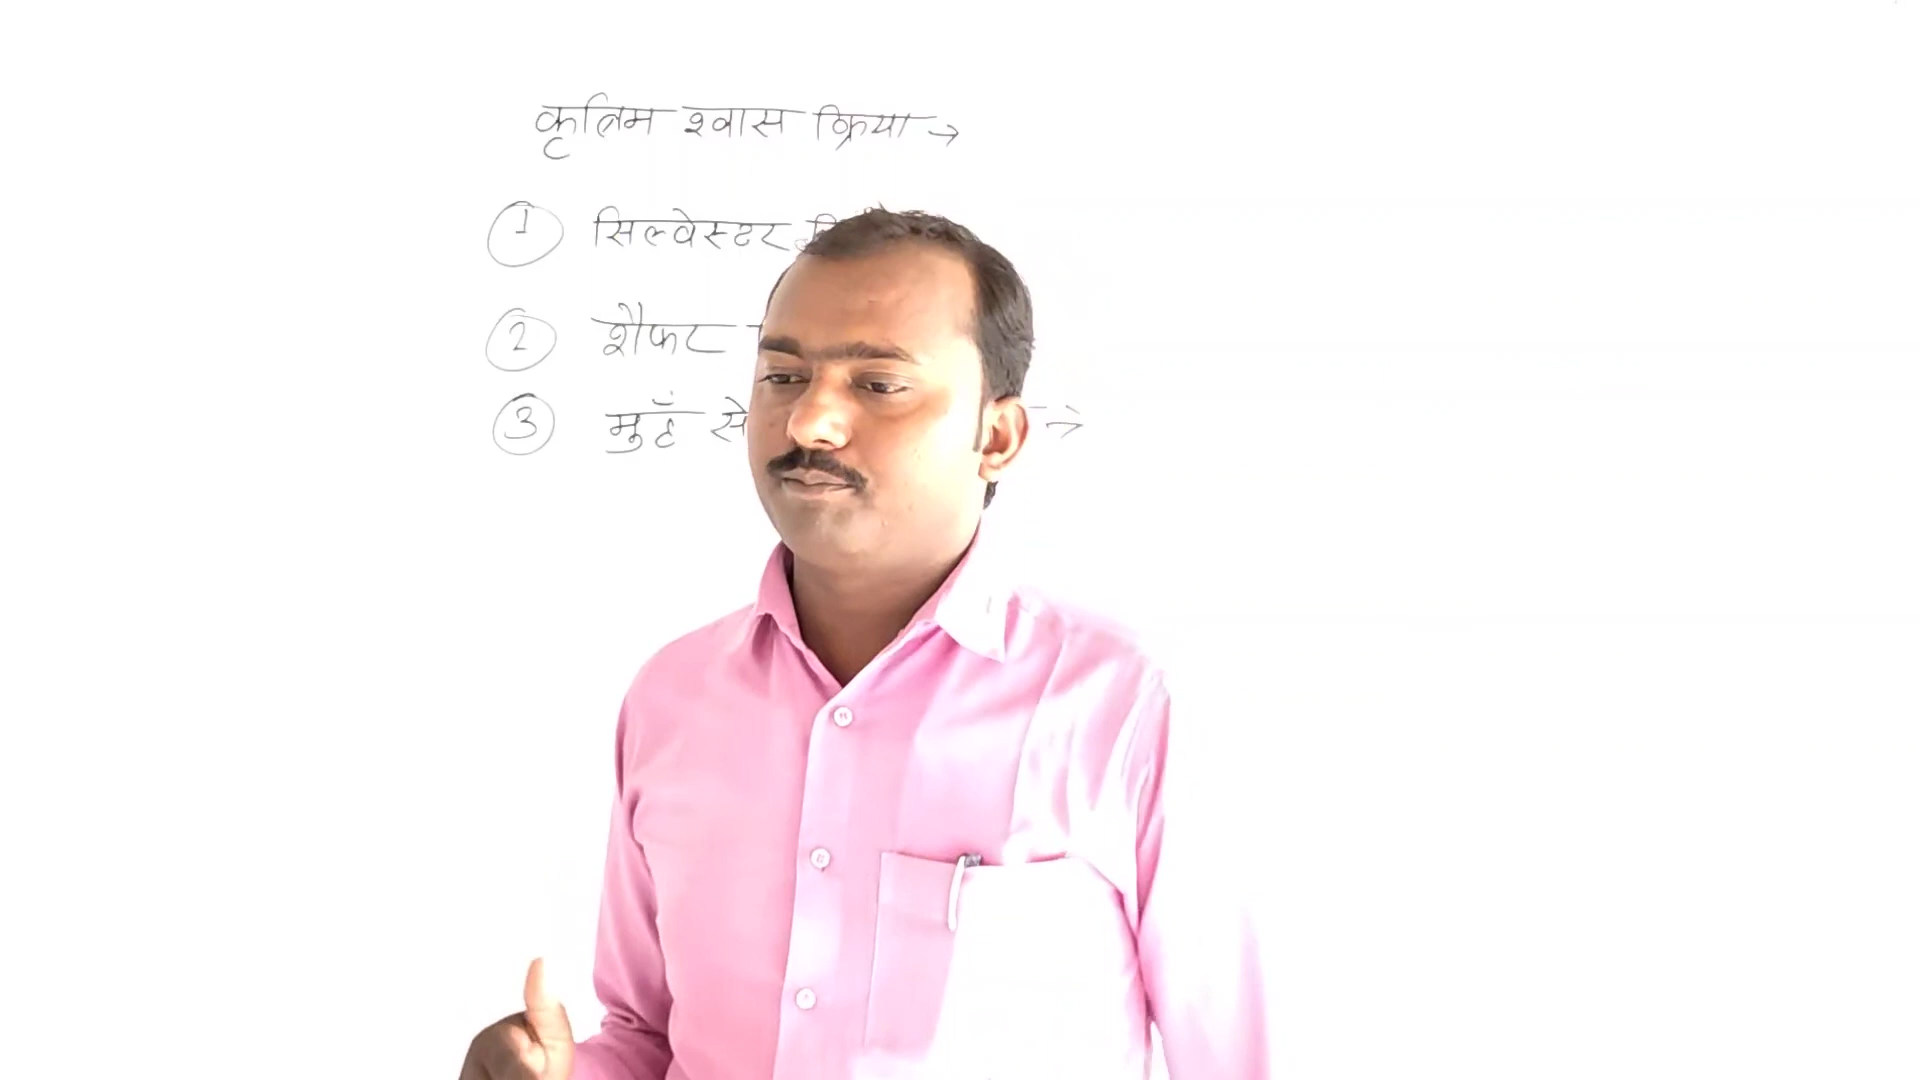 कृत्रिम श्वास क्रिया →
① सिल्वेस्टर
② शैफर
③ मुहँ से →